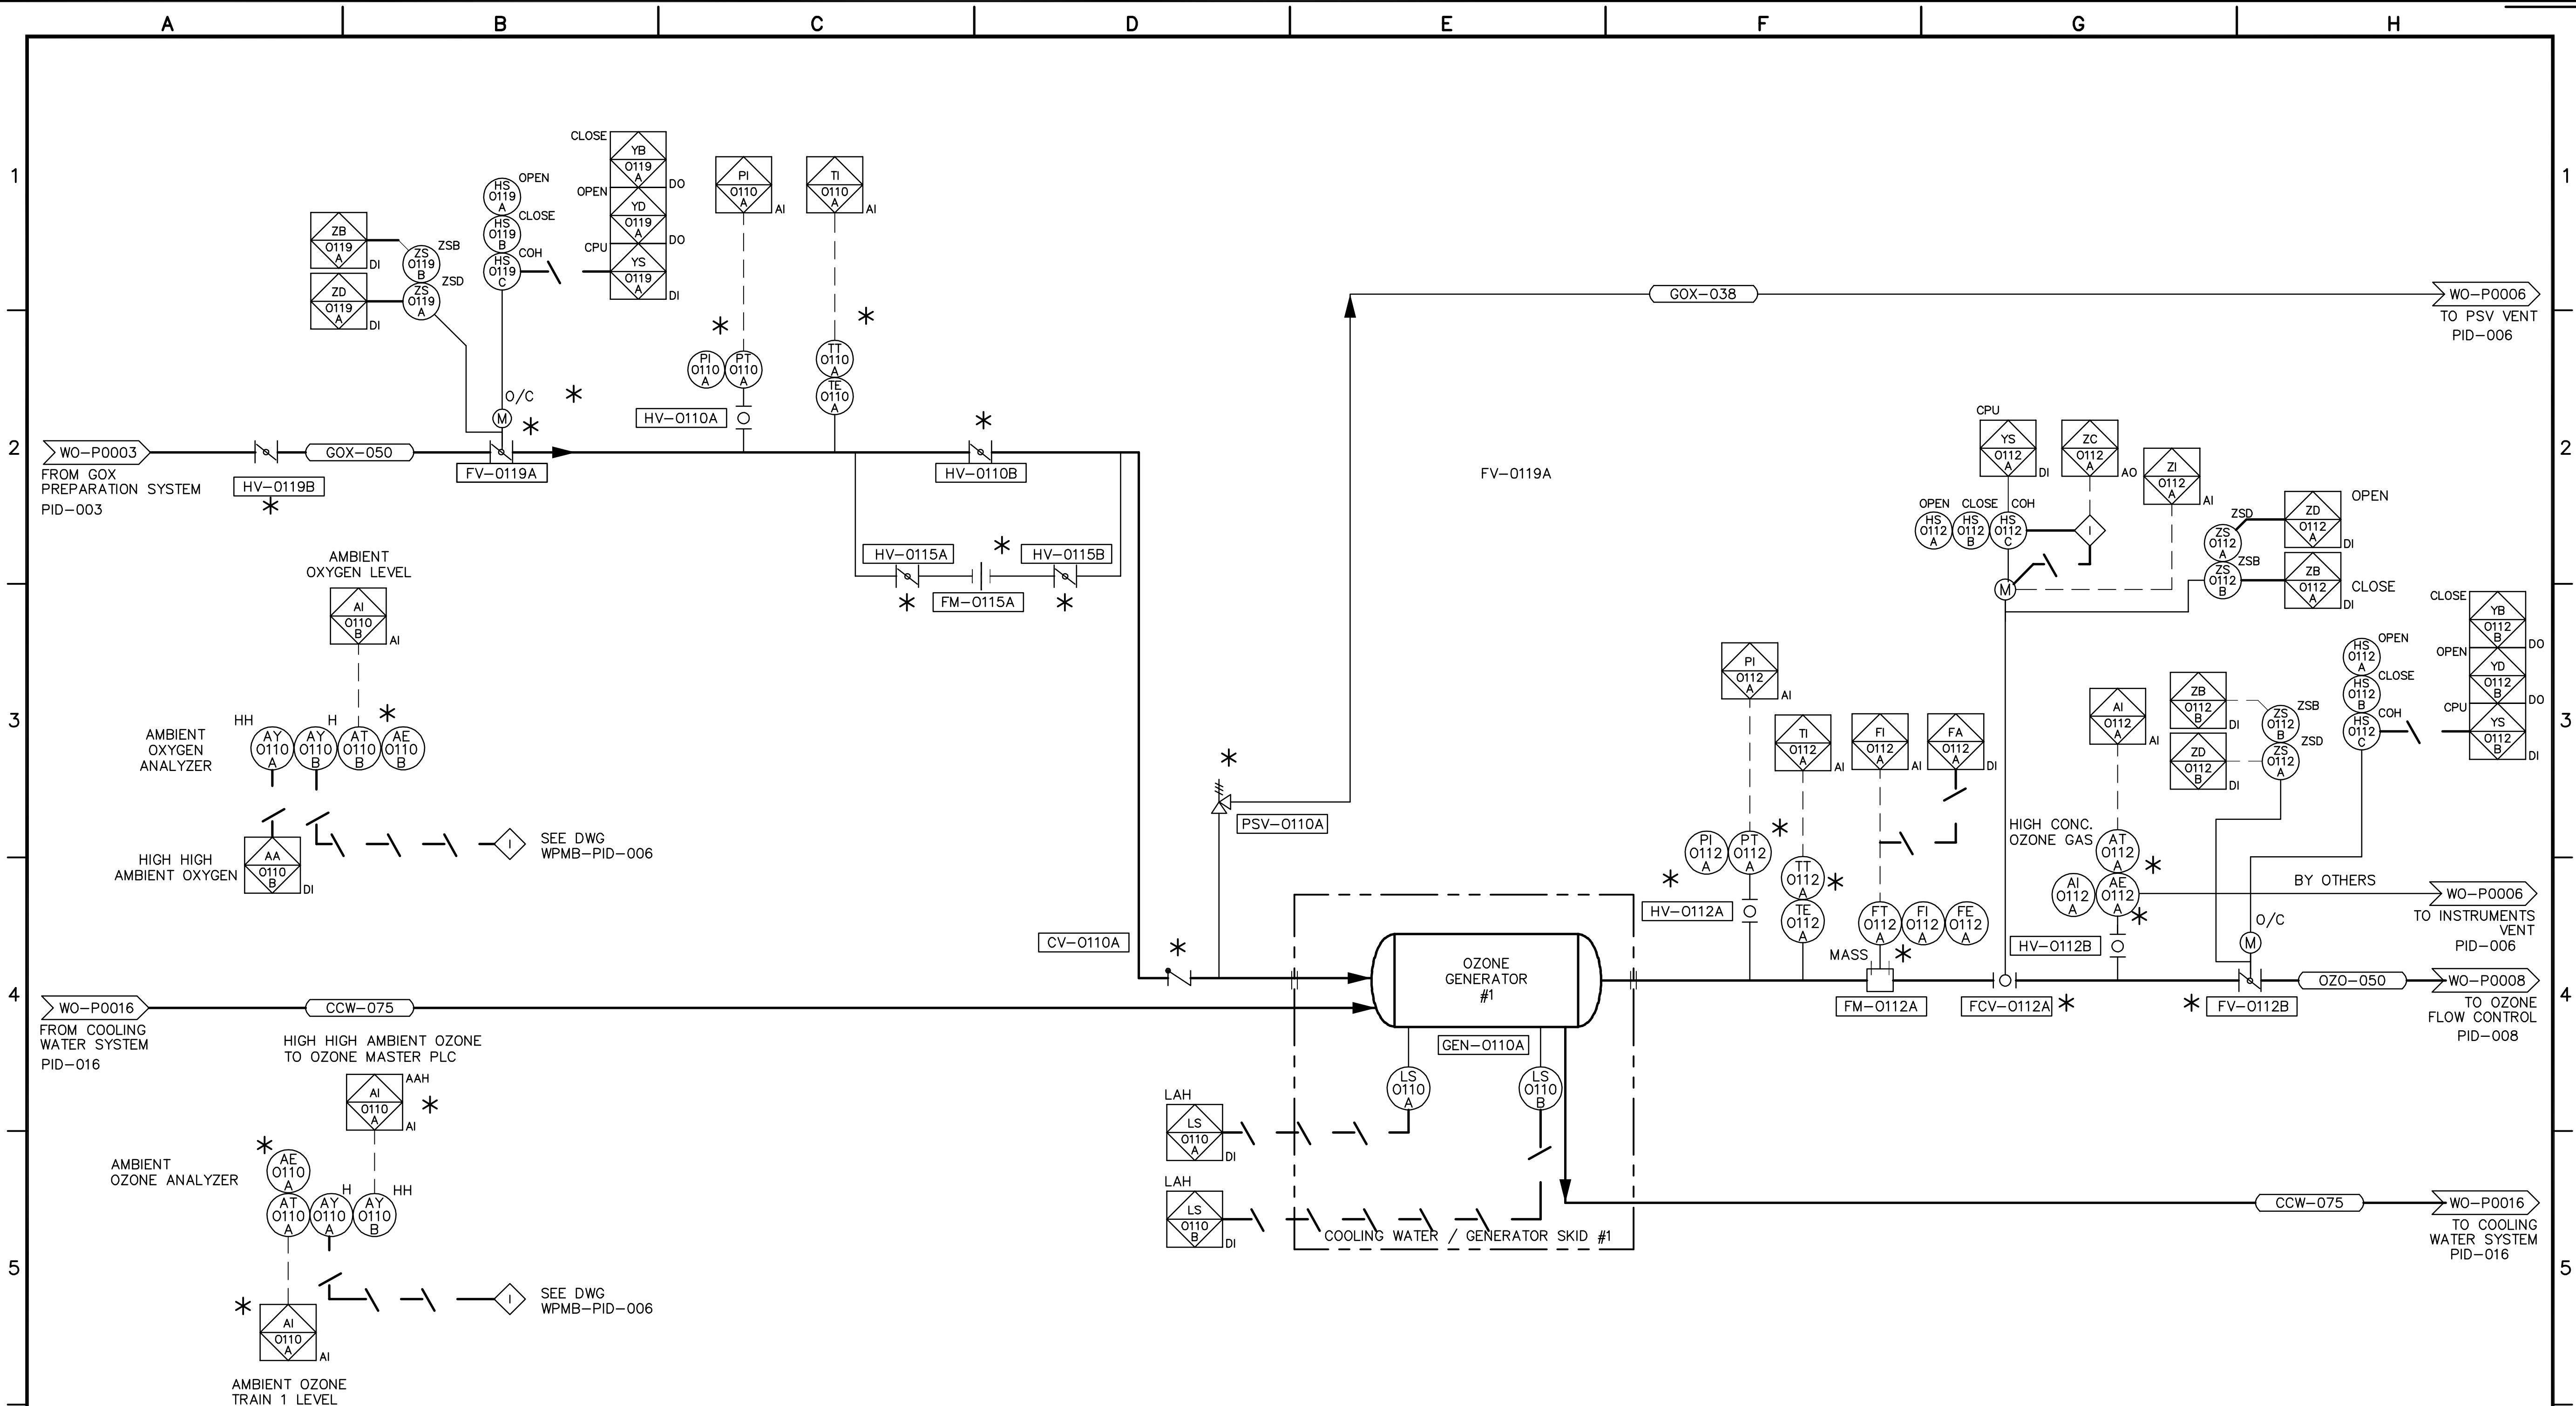 A B C D E F G H
1
CLOSE
YB
0119
A
DO
OPEN
YD
0119
A
DO
CPU
YS
0119
A
DI
HS
0119
A
OPEN
HS
0119
B
CLOSE
HS
0119
C
COH
ZB
0119
A
DI
ZD
0119
A
DI
ZS
0119
B
ZSB
ZS
0119
A
ZSD
PI
0110
A
AI
TI
0110
A
AI
1
GOX-038
WO-P0006
TO PSV VENT
PID-006
2
O/C
M
PI
0110
A
PT
0110
A
HV-0110A
TT
0110
A
TE
0110
A
WO-P0003
FROM GOX
PREPARATION SYSTEM
PID-003
HV-0119B
GOX-050
FV-0119A
HV-0110B
HV-0115A
FM-0115A
HV-0115B
FV-0119A
CPU
YS
0112
A
DI
ZC
0112
A
AO
ZI
0112
A
AI
OPEN CLOSE COH
HS
0112
A
HS
0112
B
HS
0112
C
I
M
ZSD
ZS
0112
A
ZSB
ZS
0112
B
ZD
0112
A
DI
OPEN
ZB
0112
A
DI
CLOSE
2
AMBIENT
OXYGEN LEVEL
AI
0110
B
AI
3
AMBIENT
OXYGEN
ANALYZER
HH
AY
0110
A
H
AY
0110
B
AT
0110
B
AE
0110
B
HIGH HIGH
AMBIENT OXYGEN
AA
0110
B
DI
I
SEE DWG
WPMB-PID-006
PSV-0110A
PI
0112
A
AI
TI
0112
A
AI
FI
0112
A
AI
FA
0112
A
DI
AI
0112
A
AI
ZB
0112
B
DI
ZD
0112
B
DI
ZS
0112
B
ZSB
ZS
0112
A
ZSD
HS
0112
A
OPEN
HS
0112
B
CLOSE
HS
0112
C
COH
CLOSE
YB
0112
B
DO
OPEN
YD
0112
B
DO
CPU
YS
0112
B
DI
3
PI
0112
A
PT
0112
A
HV-0112A
TT
0112
A
TE
0112
A
FT
0112
A
FI
0112
A
FE
0112
A
MASS
FM-0112A
FCV-0112A
HIGH CONC.
OZONE GAS
AT
0112
A
AI
0112
A
AE
0112
A
HV-0112B
BY OTHERS
WO-P0006
TO INSTRUMENTS
VENT
PID-006
O/C
M
FV-0112B
OZO-050
WO-P0008
TO OZONE
FLOW CONTROL
PID-008
4
CV-0110A
OZONE
GENERATOR
#1
GEN-0110A
4
WO-P0016
FROM COOLING
WATER SYSTEM
PID-016
CCW-075
HIGH HIGH AMBIENT OZONE
TO OZONE MASTER PLC
AI
0110
A
AAH
AI
AMBIENT
OZONE ANALYZER
AE
0110
A
AT
0110
A
H
AY
0110
A
HH
AY
0110
B
LS
0110
A
LS
0110
B
LAH
LS
0110
A
DI
LAH
LS
0110
B
DI
COOLING WATER / GENERATOR SKID #1
CCW-075
WO-P0016
TO COOLING
WATER SYSTEM
PID-016
5
I
SEE DWG
WPMB-PID-006
AI
0110
A
AI
AMBIENT OZONE
TRAIN 1 LEVEL
5